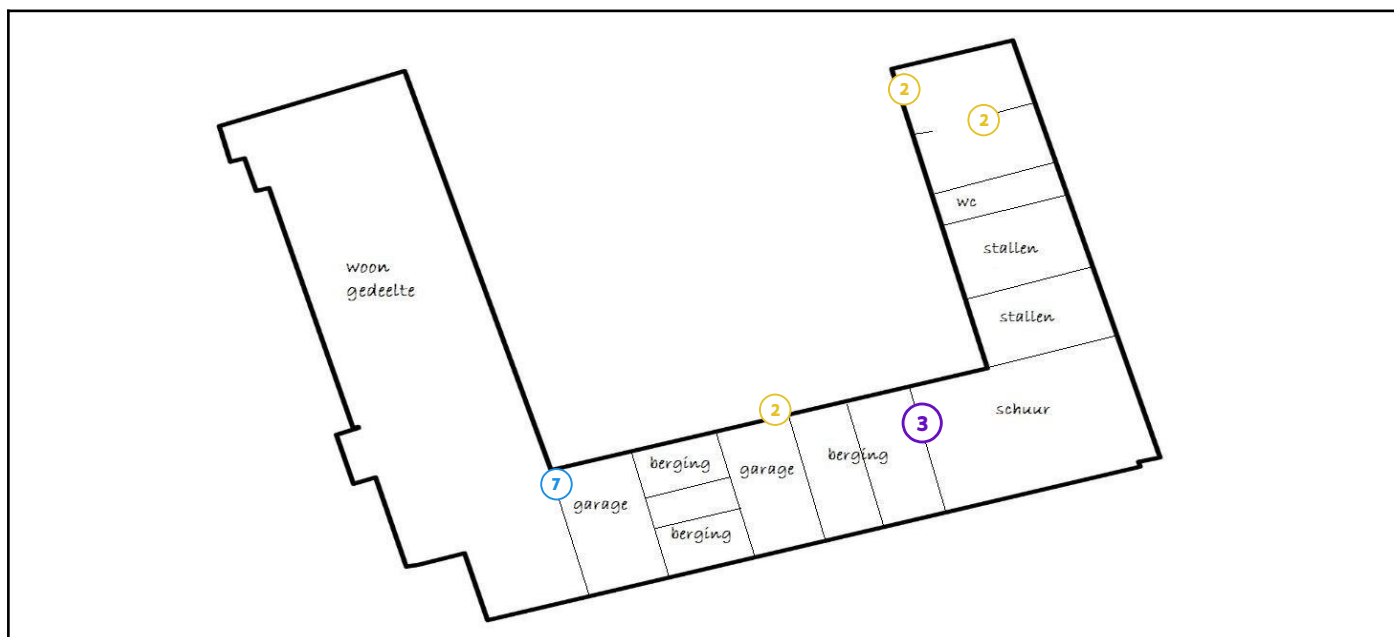 2
2
wc
stallen
woon
gedeelte
stallen
2
3
schuur
berging
berging
garage
7
garage
berging